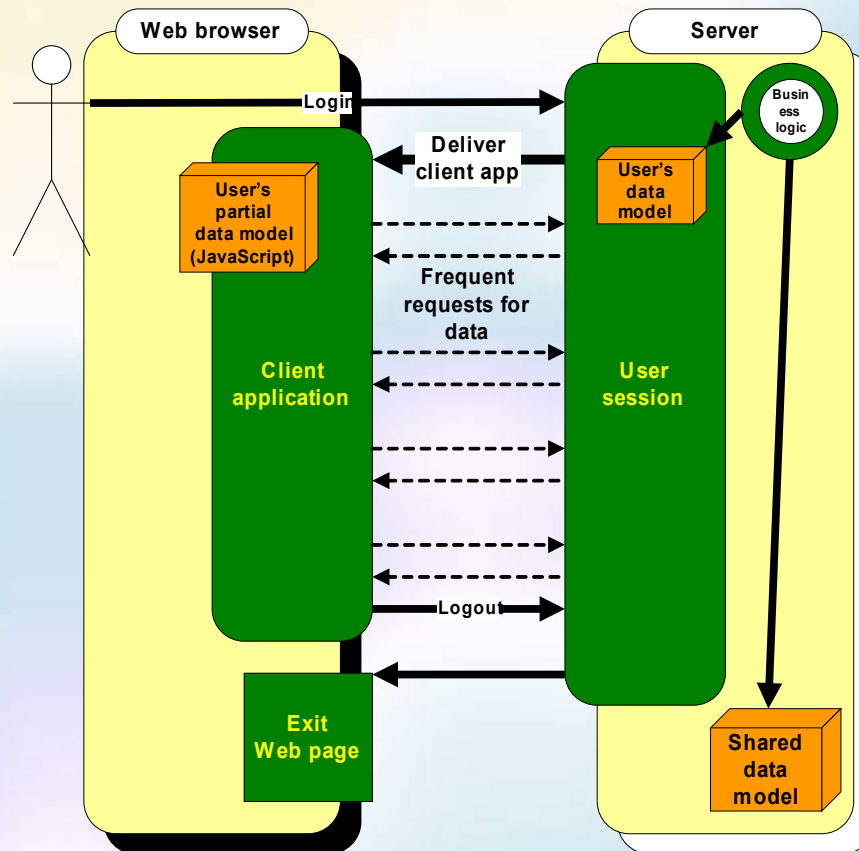 Web browser
Server
Login
Busin
ess
logic
Deliver
client app
User's
data
model
User's
partial
data model
(JavaScript)
Frequent
requests for
data
Client
application
User
session
Logout
Exit
Web page
Shared
data
model